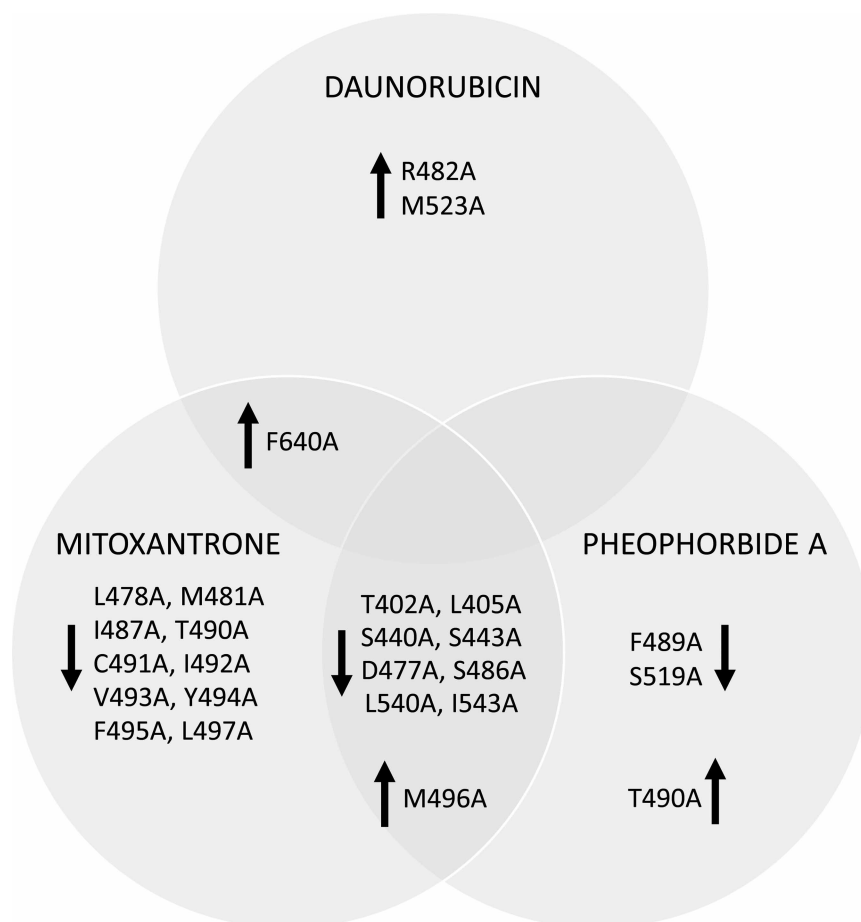 DAUNORUBICIN
R482A
M523A
F640A
MITOXANTRONE
L478A, M481A
I487A, T490A
C491A, I492A
V493A, Y494A
F495A, L497A
T402A, L405A
S440A, S443A
D477A, S486A
L540A, I543A
M496A
PHEOPHORBIDE A
F489A
S519A
T490A